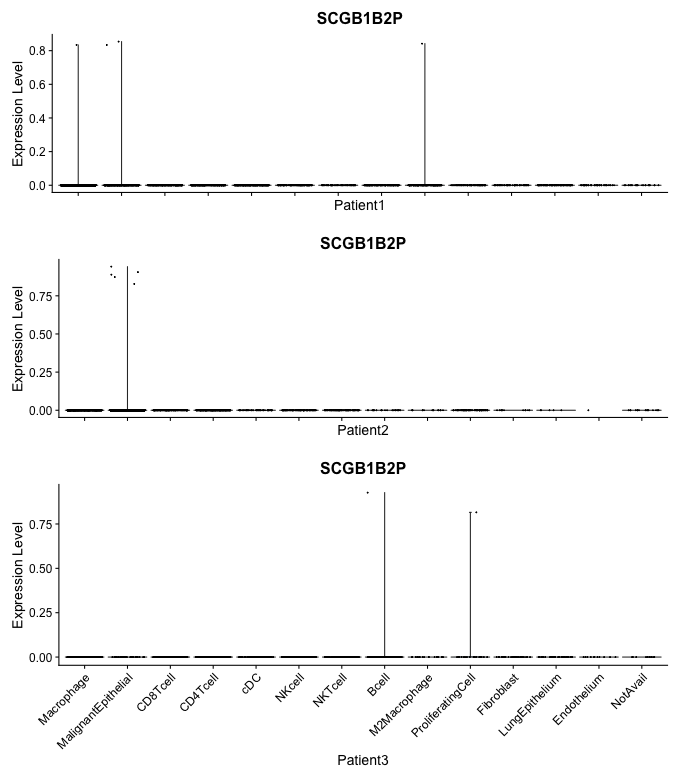 SCGB1B2P
Expression Level
0.8
0.6
0.4
0.2
0.0
Patient1
SCGB1B2P
Expression Level
0.75
0.50
0.25
0.00
Patient2
SCGB1B2P
Expression Level
0.75
0.50
0.25
0.00
Macrophage
MalignantEpithelial
CD8Tcell
CD4Tcell
cDC
NKcell
NKTcell
Bcell
M2Macrophage
ProliferatingCell
Fibroblast
LungEpithelium
Endothelium
NotAvail
Patient3